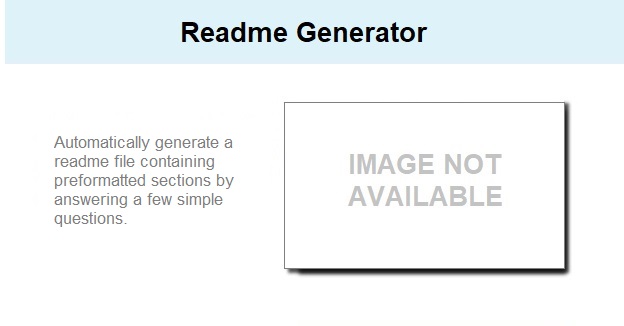 Readme Generator
Automatically generate a
readme file containing
preformatted sections by
answering a few simple
questions.
IMAGE NOT
AVAILABLE